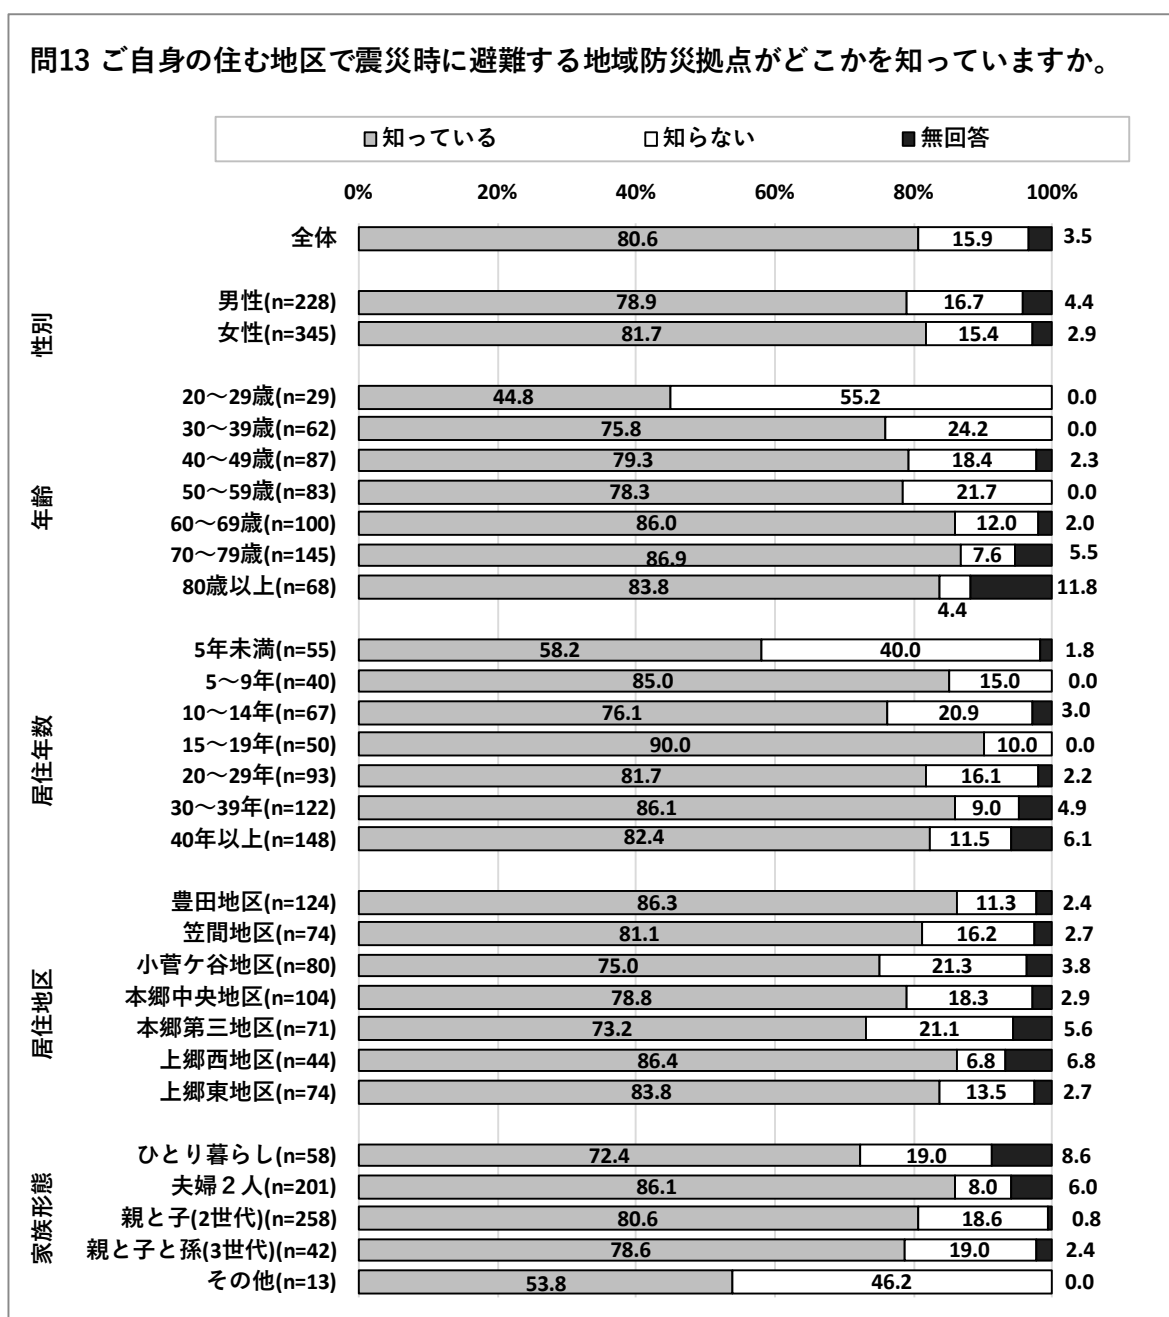 問13 ご自身の住む地区で震災時に避難する地域防災拠点がどこかを知っていますか。
知っている 知らない 無回答
0% 20% 40% 60% 80% 100%
全体 80.6 15.9 3.5
性別
男性(n=228) 78.9 16.7 4.4
女性(n=345) 81.7 15.4 2.9
年齢
20～29歳(n=29) 44.8 55.2 0.0
30～39歳(n=62) 75.8 24.2 0.0
40～49歳(n=87) 79.3 18.4 2.3
50～59歳(n=83) 78.3 21.7 0.0
60～69歳(n=100) 86.0 12.0 2.0
70～79歳(n=145) 86.9 7.6 5.5
80歳以上(n=68) 83.8 4.4 11.8
居住年数
5年未満(n=55) 58.2 40.0 1.8
5～9年(n=40) 85.0 15.0 0.0
10～14年(n=67) 76.1 20.9 3.0
15～19年(n=50) 90.0 10.0 0.0
20～29年(n=93) 81.7 16.1 2.2
30～39年(n=122) 86.1 9.0 4.9
40年以上(n=148) 82.4 11.5 6.1
居住地区
豊田地区(n=124) 86.3 11.3 2.4
笠間地区(n=74) 81.1 16.2 2.7
小菅ケ谷地区(n=80) 75.0 21.3 3.8
本郷中央地区(n=104) 78.8 18.3 2.9
本郷第三地区(n=71) 73.2 21.1 5.6
上郷西地区(n=44) 86.4 6.8 6.8
上郷東地区(n=74) 83.8 13.5 2.7
家族形態
ひとり暮らし(n=58) 72.4 19.0 8.6
夫婦２人(n=201) 86.1 8.0 6.0
親と子(2世代)(n=258) 80.6 18.6 0.8
親と子と孫(3世代)(n=42) 78.6 19.0 2.4
その他(n=13) 53.8 46.2 0.0